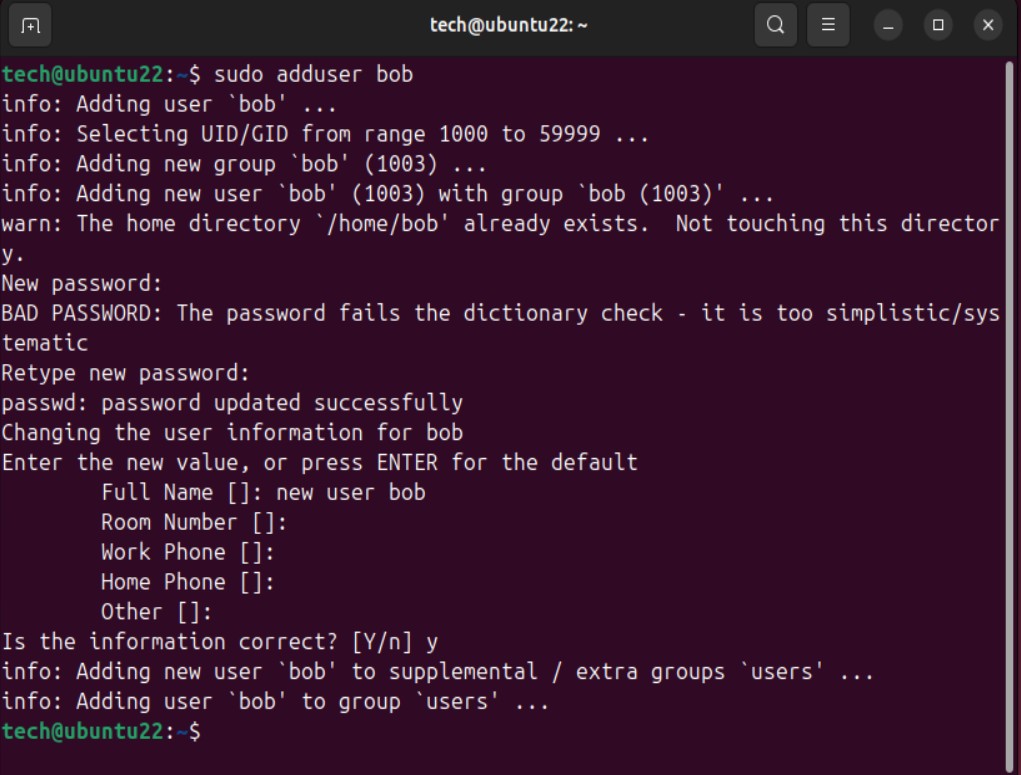 tech@ubuntu22: ~
tech@ubuntu22:~$ sudo adduser bob
info: Adding user `bob' ...
info: Selecting UID/GID from range 1000 to 59999 ...
info: Adding new group `bob' (1003) ...
info: Adding new user `bob' (1003) with group `bob (1003)' ...
warn: The home directory `/home/bob' already exists.  Not touching this director
y.
New password:
BAD PASSWORD: The password fails the dictionary check - it is too simplistic/sys
tematic
Retype new password:
passwd: password updated successfully
Changing the user information for bob
Enter the new value, or press ENTER for the default
        Full Name []: new user bob
        Room Number []:
        Work Phone []:
        Home Phone []:
        Other []:
Is the information correct? [Y/n] y
info: Adding new user `bob' to supplemental / extra groups `users' ...
info: Adding user `bob' to group `users' ...
tech@ubuntu22:~$